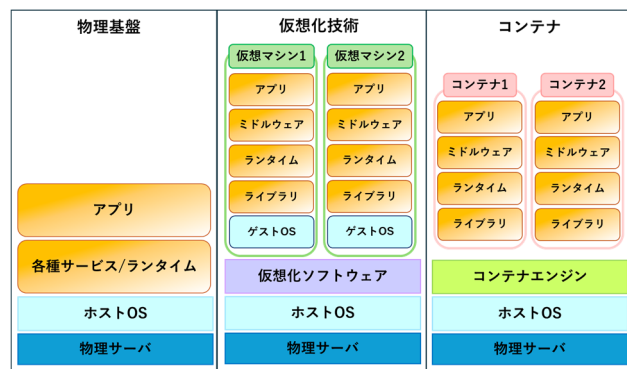 物理基盤
アプリ
各種サービス/ランタイム
ホストOS
物理サーバ
仮想化技術
仮想マシン1
仮想マシン2
アプリ
アプリ
ミドルウェア
ミドルウェア
ランタイム
ランタイム
ライブラリ
ライブラリ
ゲストOS
ゲストOS
仮想化ソフトウェア
ホストOS
物理サーバ
コンテナ
コンテナ1
コンテナ2
アプリ
アプリ
ミドルウェア
ミドルウェア
ランタイム
ランタイム
ライブラリ
ライブラリ
コンテナエンジン
ホストOS
物理サーバ